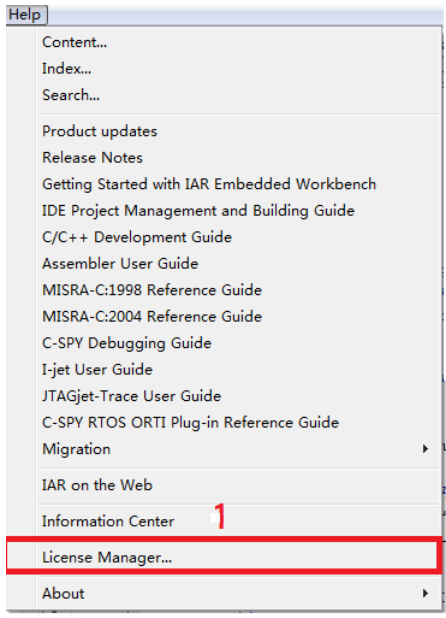 Help
Content...
Index...
Search...
Product updates
Release Notes
Getting Started with IAR Embedded Workbench
IDE Project Management and Building Guide
C/C++ Development Guide
Assembler User Guide
MISRA-C:1998 Reference Guide
MISRA-C:2004 Reference Guide
C-SPY Debugging Guide
I-jet User Guide
JTAGjet-Trace User Guide
C-SPY RTOS ORTI Plug-in Reference Guide
Migration
IAR on the Web
Information Center 1
License Manager...
About